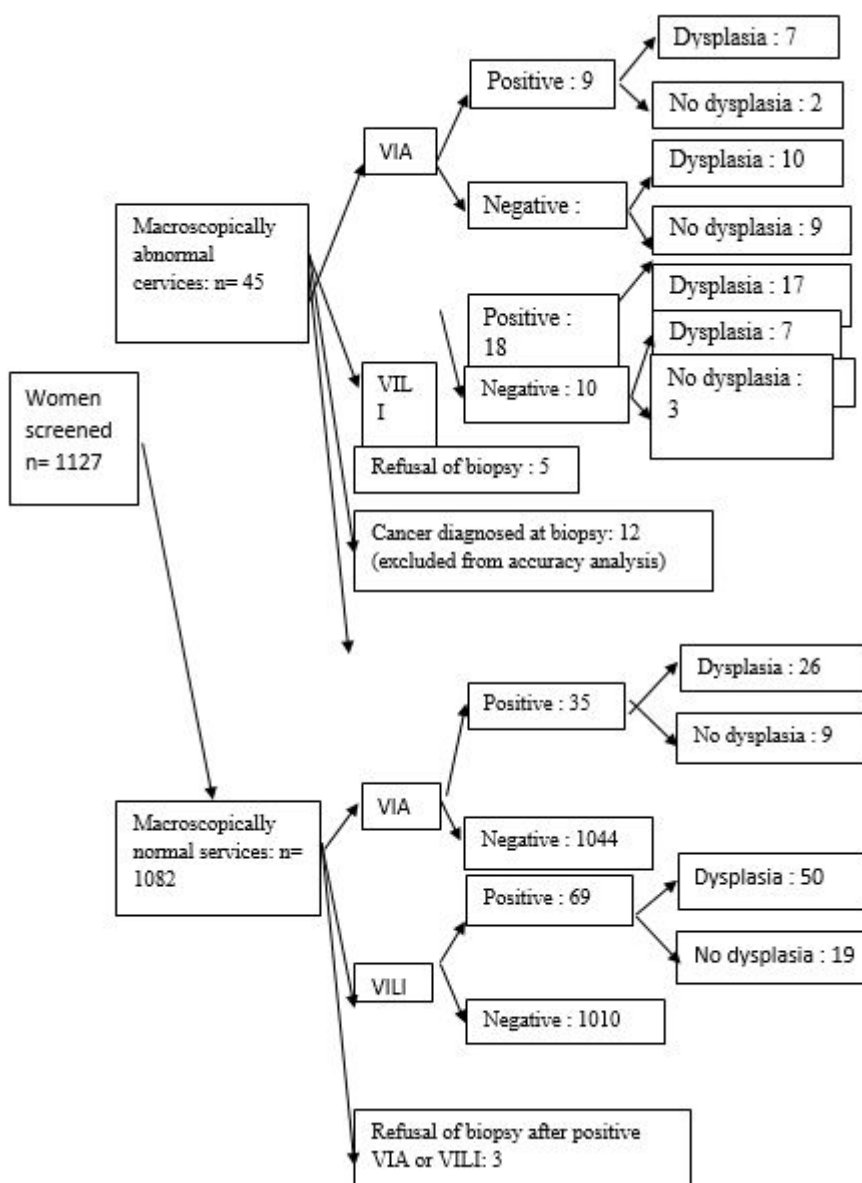 Women
screened
n= 1127
Macroscopically
abnormal
cervices: n= 45
VIA
Positive : 9
Dysplasia : 7
No dysplasia : 2
Negative :
Dysplasia : 10
No dysplasia : 9
VIL
I
Positive :
18
Dysplasia : 17
Negative : 10
Dysplasia : 7
No dysplasia :
3
Refusal of biopsy : 5
Cancer diagnosed at biopsy: 12
(excluded from accuracy analysis)
Macroscopically
normal services: n=
1082
VIA
Positive : 35
Dysplasia : 26
No dysplasia : 9
Negative : 1044
VILI
Positive : 69
Dysplasia : 50
No dysplasia : 19
Negative : 1010
Refusal of biopsy after positive
VIA or VILI: 3